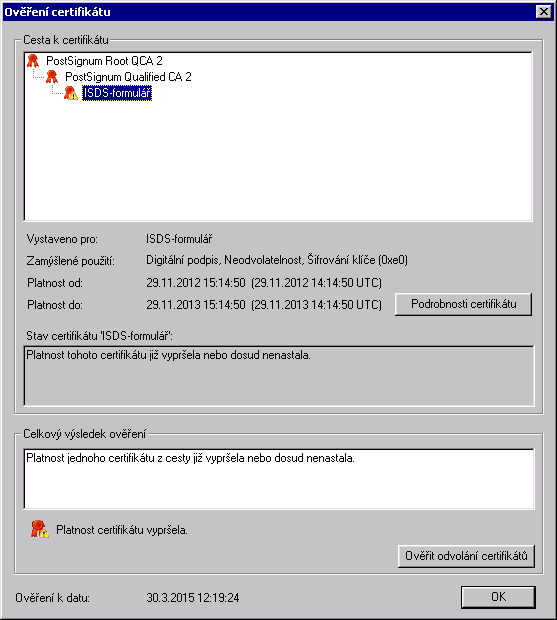 Ověření certifikátu
Cesta k certifikátu
PostSignum Root QCA 2
PostSignum Qualified CA 2
ISDS-formulář
Vystaveno pro: ISDS-formulář
Zamýšlené použití: Digitální podpis, Neodvolatelnost, Šifrování klíče (0xe0)
Platnost od: 29.11.2012 15:14:50 (29.11.2012 14:14:50 UTC)
Platnost do: 29.11.2013 15:14:50 (29.11.2013 14:14:50 UTC) Podrobnosti certifikátu
Stav certifikátu 'ISDS-formulář':
Platnost tohoto certifikátu již vypršela nebo dosud nenastala.
Celkový výsledek ověření
Platnost jednoho certifikátu z cesty již vypršela nebo dosud nenastala.
Platnost certifikátu vypršela.
Ověřit odvolání certifikátů
Ověření k datu: 30.3.2015 12:19:24 OK